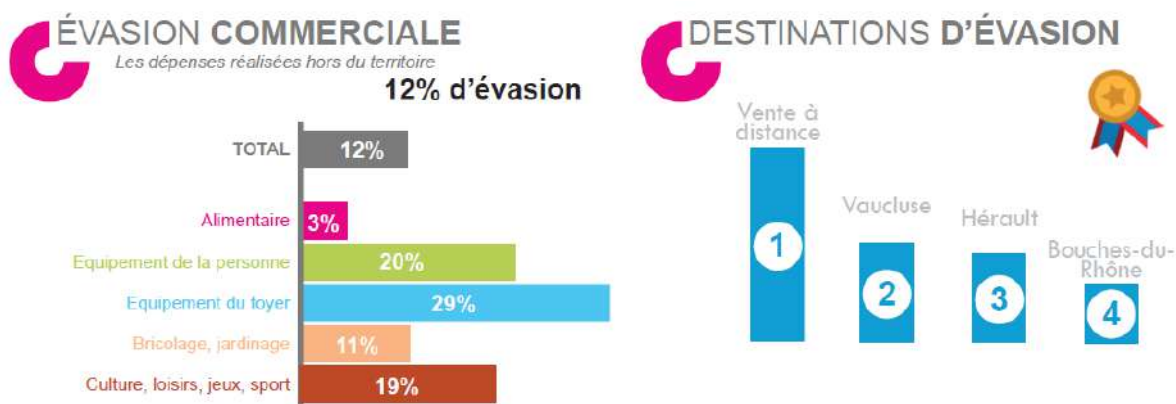 ÉVASION COMMERCIALE
Les dépenses réalisées hors du territoire
12% d'évasion
TOTAL 12%
Alimentaire 3%
Equipement de la personne 20%
Equipement du foyer 29%
Bricolage, jardinage 11%
Culture, loisirs, jeux, sport 19%
DESTINATIONS D'ÉVASION
Vente à
distance
1
Vaucluse
2
Hérault
3
Bouches-du-
Rhône
4